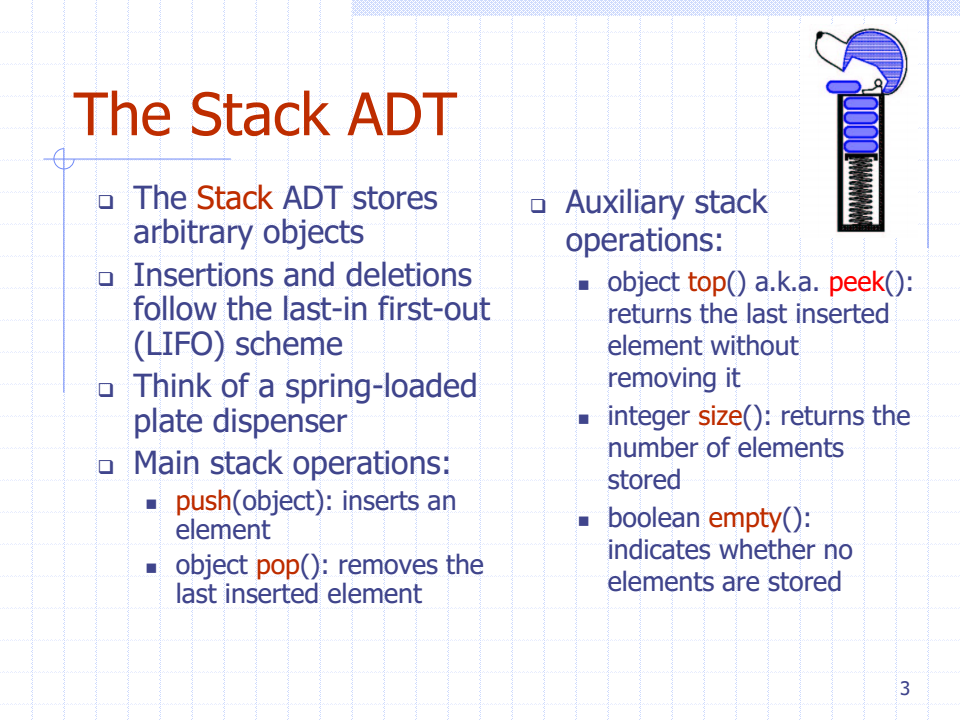 The Stack ADT
The Stack ADT stores
arbitrary objects
Insertions and deletions
follow the last-in first-out
(LIFO) scheme
Think of a spring-loaded
plate dispenser
Main stack operations:
push(object): inserts an
element
object pop(): removes the
last inserted element
Auxiliary stack
operations:
object top() a.k.a. peek():
returns the last inserted
element without
removing it
integer size(): returns the
number of elements
stored
boolean empty():
indicates whether no
elements are stored
3